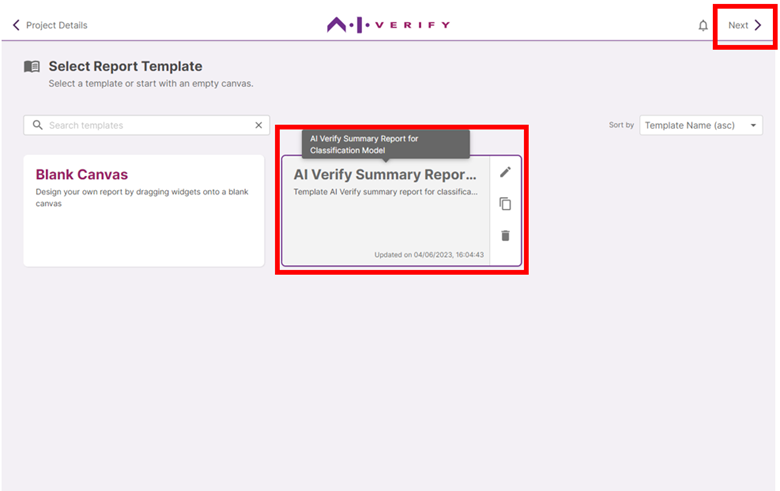 Project Details
A.I. VERIFY
Next
Select Report Template
Select a template or start with an empty canvas.
Search templates
Sort by
Template Name (asc)
AI Verify Summary Report for
Classification Model
Blank Canvas
Design your own report by dragging widgets onto a blank
canvas
AI Verify Summary Repor...
Template AI Verify summary report for classifica...
Updated on 04/06/2023, 16:04:43